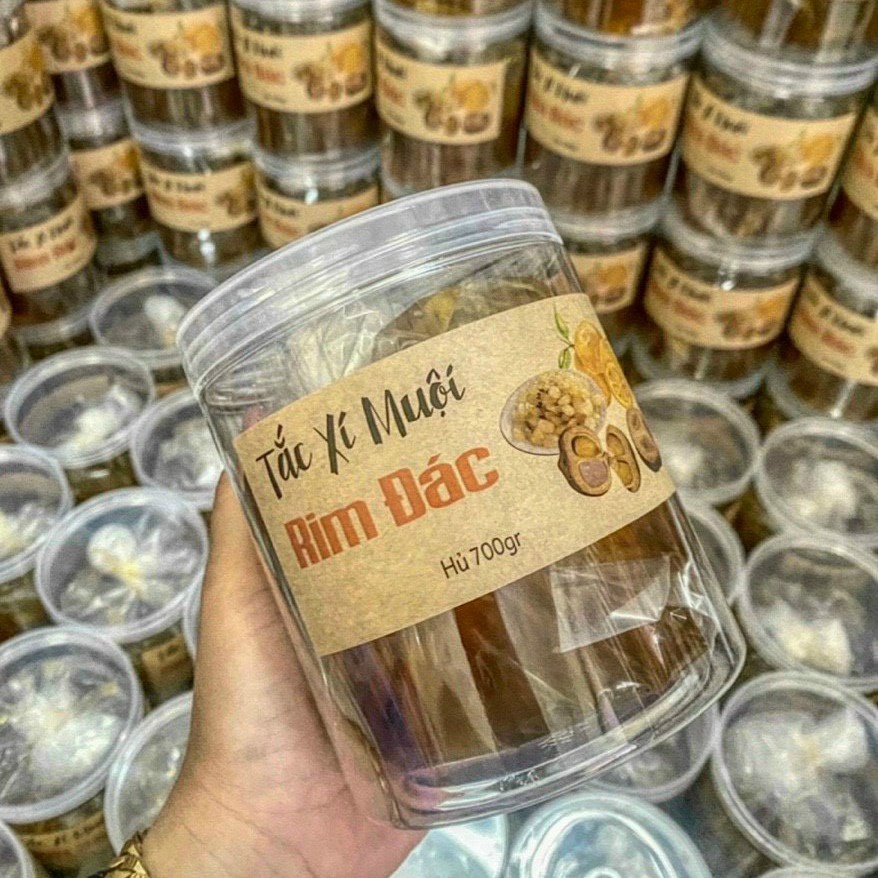 Tắc Xí Muội
Rim Đác
Hủ 700gr